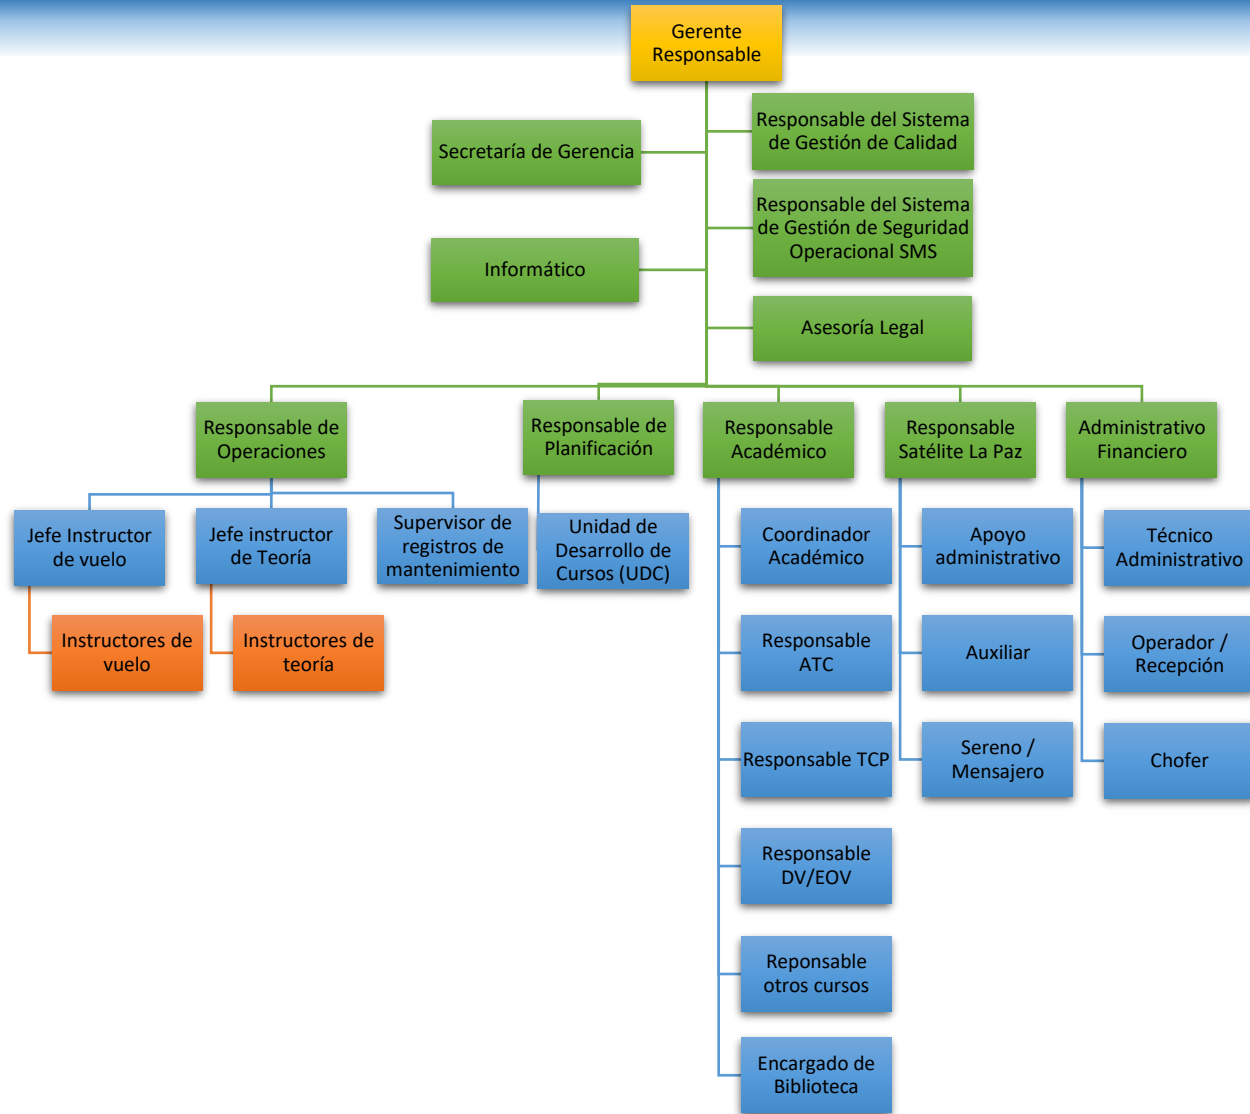 Gerente
Responsable
Responsable del Sistema
de Gestión de Calidad
Secretaría de Gerencia
Responsable del Sistema
de Gestión de Seguridad
Operacional SMS
Informático
Asesoría Legal
Responsable de
Operaciones
Responsable de
Planificación
Responsable
Académico
Responsable
Satélite La Paz
Administrativo
Financiero
Jefe Instructor
de vuelo
Jefe instructor
de Teoría
Supervisor de
registros de
mantenimiento
Unidad de
Desarrollo de
Cursos (UDC)
Coordinador
Académico
Apoyo
administrativo
Técnico
Administrativo
Instructores de
vuelo
Instructores de
teoría
Responsable
ATC
Auxiliar
Operador /
Recepción
Responsable TCP
Sereno /
Mensajero
Chofer
Responsable
DV/EOV
Reponsable
otros cursos
Encargado de
Biblioteca